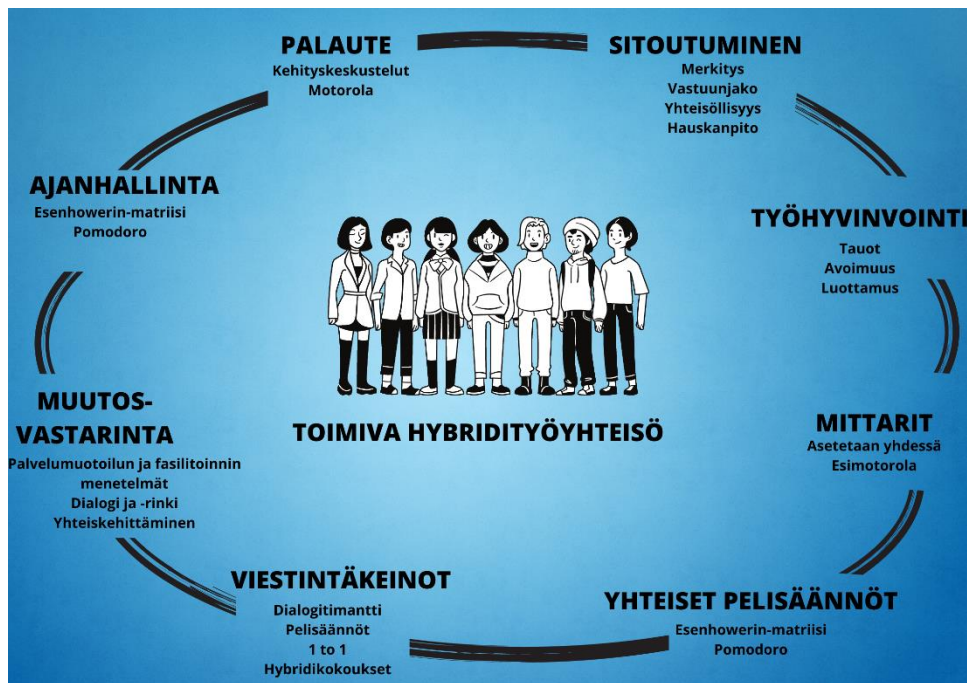 PALAUTE
Kehityskeskustelut
Motorola
SITOUTUMINEN
Merkitys
Vastuunjako
Yhteisöllisyys
Hauskanpito
TYÖHYVINVOINTI
Tauot
Avoimuus
Luottamus
MITTARIT
Asetetaan yhdessä
Esimotorola
YHTEISET PELISÄÄNNÖT
Esenhowerin-matriisi
Pomodoro
VIESTINTÄKEINOT
Dialogitimantti
Pelisäännöt
1 to 1
Hybridikokoukset
MUUTOS-
VASTARINTA
Palvelumuotoilun ja fasilitoinnin
menetelmät
Dialogi ja -rinki
Yhteiskehittäminen
AJANHALLINTA
Esenhowerin-matriisi
Pomodoro
TOIMIVA HYBRIDITYÖYHTEISÖ